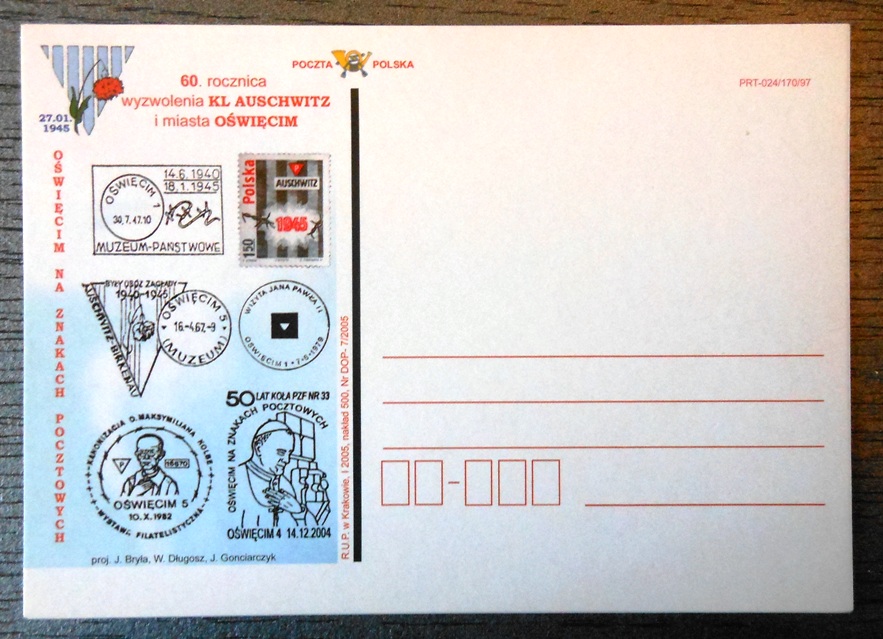 POCZTA POLSKA
PRT-024/170/97
60. rocznica
wyzwolenia KL AUSCHWITZ
i miasta OŚWIĘCIM
27.01.
1945
OŚWIĘCIM NA ZNAKACH POCZTOWYCH
14.6.1940
18.1.1945
OŚWIĘCIM 1
30.7.47.10
MUZEUM-PAŃSTWOWE
Polska
P
AUSCHWITZ
1945
150
BYŁY OBÓZ ZAGŁADY
1940-1945
AUSCHWITZ-BIRKENAU
OŚWIĘCIM 5
16.-4.67.-9
(MUZEUM)
WIZYTA JANA PAWŁA II
OŚWIĘCIM 1 • 7-6-1979
50 LAT KOŁA PZF NR 33
OŚWIĘCIM NA ZNAKACH POCZTOWYCH
OŚWIĘCIM 4 14.12.2004
KANONIZACJA O. MAKSYMILIANA KOLBE
P
16670
OŚWIĘCIM 5
10.X.1982
WYSTAWA FILATELISTYCZNA
proj. J. Bryła, W. Długosz, J. Gonciarczyk
R.U.P. w Krakowie, I 2005, nakład 500, Nr DOP- 7/2005